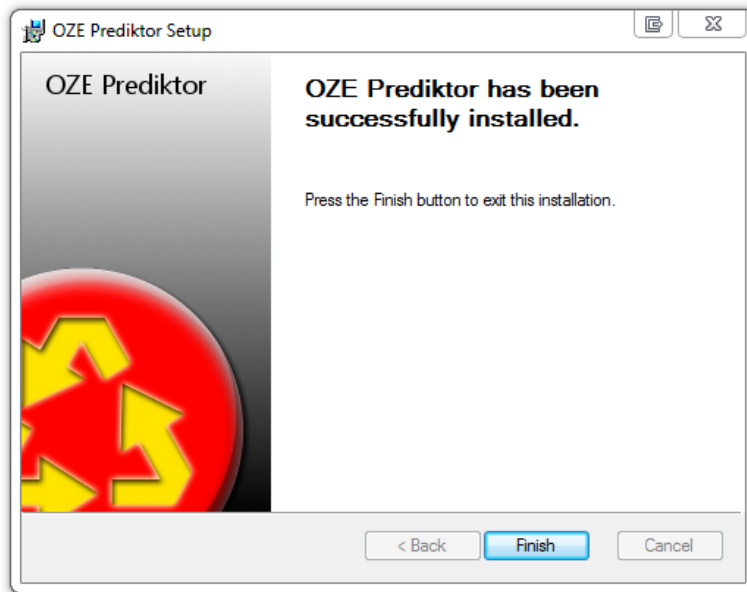 OZE Prediktor Setup
OZE Prediktor
OZE Prediktor has been
successfully installed.
Press the Finish button to exit this installation.
< Back
Finish
Cancel